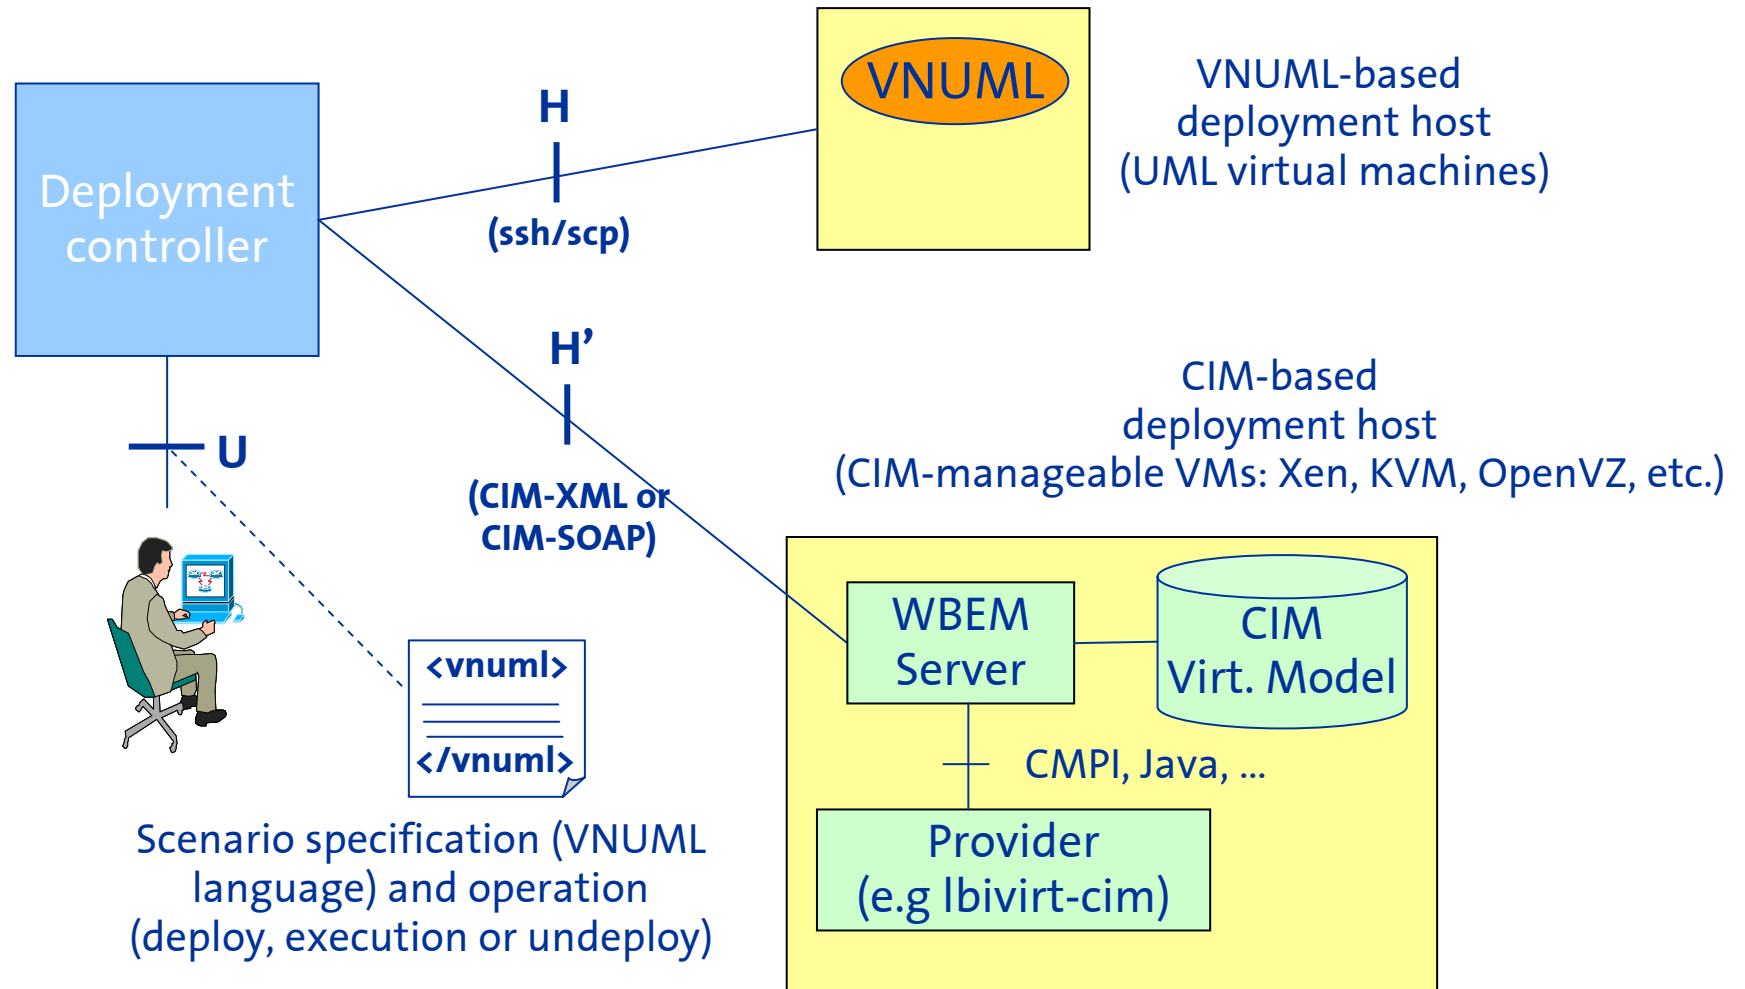 Deployment
controller
H
(ssh/scp)
VNUML
VNUML-based
deployment host
(UML virtual machines)
H’
(CIM-XML or
CIM-SOAP)
U
CIM-based
deployment host
(CIM-manageable VMs: Xen, KVM, OpenVZ, etc.)
<vnuml>
</vnuml>
Scenario specification (VNUML
language) and operation
(deploy, execution or undeploy)
WBEM
Server
CIM
Virt. Model
CMPI, Java, ...
Provider
(e.g lbivirt-cim)